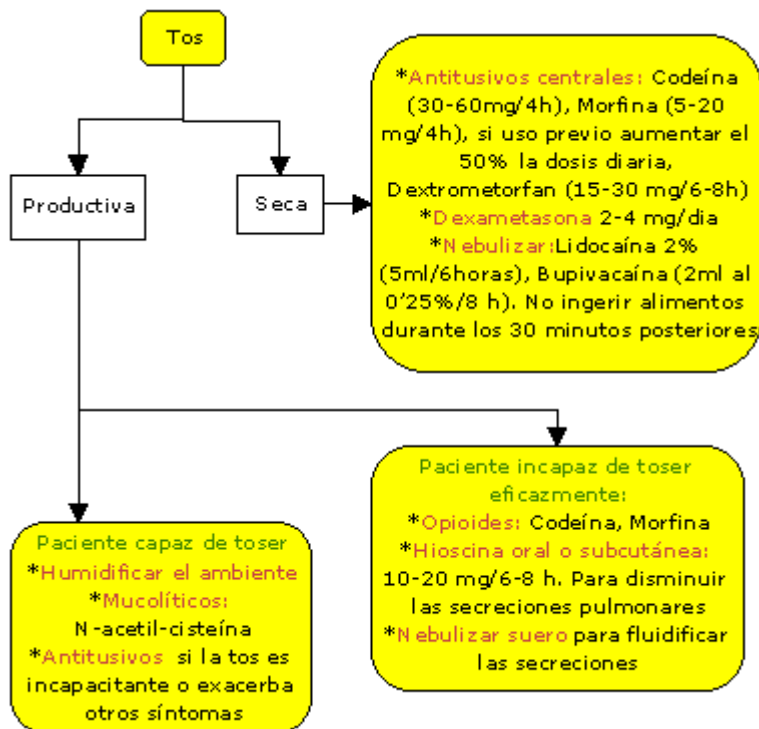 Tos
Productiva
Seca
*Antitusivos centrales: Codeína
(30-60mg/4h), Morfina (5-20
mg/4h), si uso previo aumentar el
50% la dosis diaria,
Dextrometorfan (15-30 mg/6-8h)
*Dexametasona 2-4 mg/dia
*Nebulizar:Lidocaína 2%
(5ml/6horas), Bupivacaína (2ml al
0'25%/8 h). No ingerir alimentos
durante los 30 minutos posteriores
Paciente capaz de toser
*Humidificar el ambiente
*Mucolíticos:
N-acetil-cisteína
*Antitusivos si la tos es
incapacitante o exacerba
otros síntomas
Paciente incapaz de toser
eficazmente:
*Opioides: Codeína, Morfina
*Hioscina oral o subcutánea:
10-20 mg/6-8 h. Para disminuir
las secreciones pulmonares
*Nebulizar suero para fluidificar
las secreciones